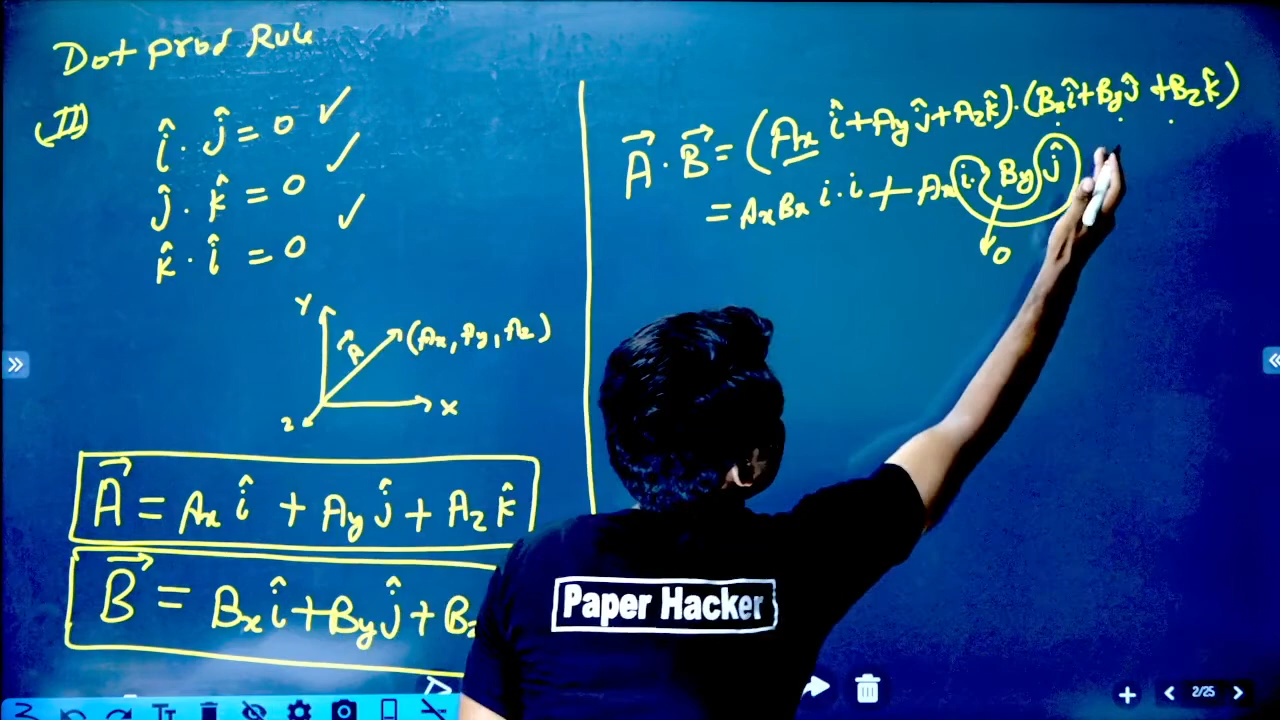 Dot Prod Rule
(II)
î · ĵ = 0 ✓
ĵ · k̂ = 0 ✓
k̂ · î = 0 ✓
Y
A⃗
(Ax, Ay, Az)
X
Z
A⃗ = Ax î + Ay ĵ + Az k̂
B⃗ = Bx î + By ĵ + Bz
A⃗ · B⃗ = (Ax î + Ay ĵ + Az k̂) · (Bx î + By ĵ + Bz k̂)
= Ax Bx i · i + Ax i · By ĵ
0
Paper Hacker
Tt
2/25